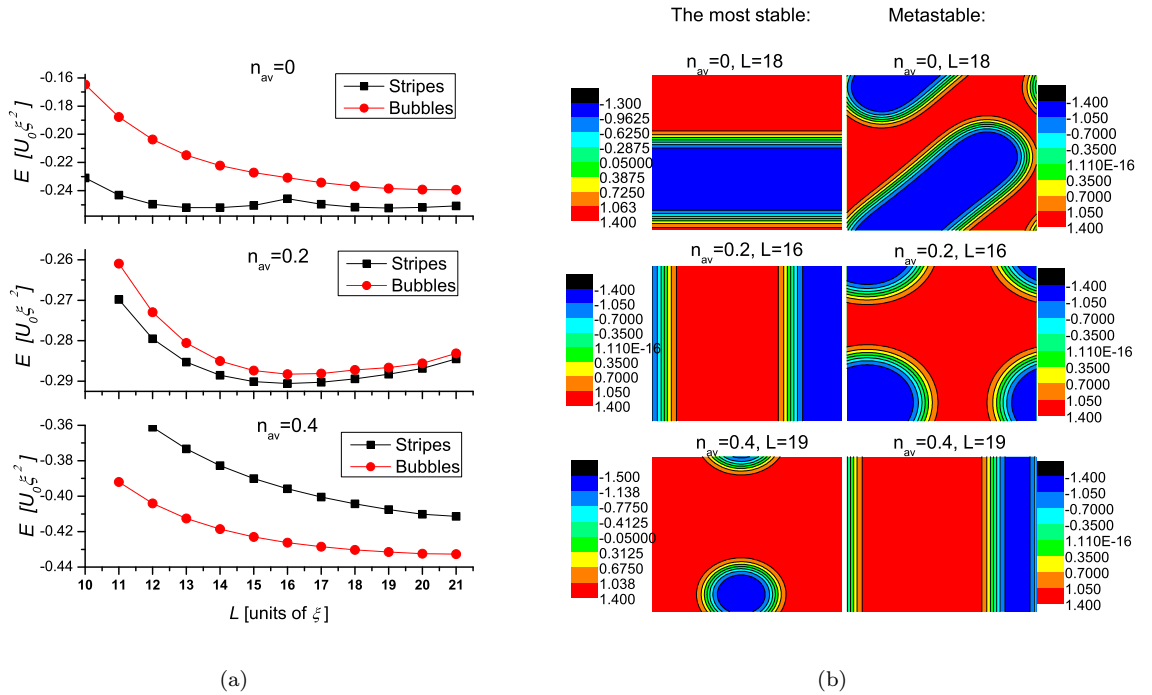 n_av=0
Stripes
Bubbles
E [U_0ξ^2]
-0.16
-0.18
-0.20
-0.22
-0.24
n_av=0.2
Stripes
Bubbles
E [U_0ξ^2]
-0.26
-0.27
-0.28
-0.29
n_av=0.4
Stripes
Bubbles
E [U_0ξ^2]
-0.36
-0.38
-0.40
-0.42
-0.44
10 11 12 13 14 15 16 17 18 19 20 21
L [units of ξ]
(a)
The most stable:
Metastable:
n_av=0, L=18
-1.300
-0.9625
-0.6250
-0.2875
0.05000
0.3875
0.7250
1.063
1.400
n_av=0, L=18
-1.400
-1.050
-0.7000
-0.3500
1.110E-16
0.3500
0.7000
1.050
1.400
n_av=0.2, L=16
-1.400
-1.050
-0.7000
-0.3500
1.110E-16
0.3500
0.7000
1.050
1.400
n_av=0.2, L=16
-1.400
-1.050
-0.7000
-0.3500
1.110E-16
0.3500
0.7000
1.050
1.400
n_av=0.4, L=19
-1.500
-1.138
-0.7750
-0.4125
-0.05000
0.3125
0.6750
1.038
1.400
n_av=0.4, L=19
-1.400
-1.050
-0.7000
-0.3500
1.110E-16
0.3500
0.7000
1.050
1.400
(b)